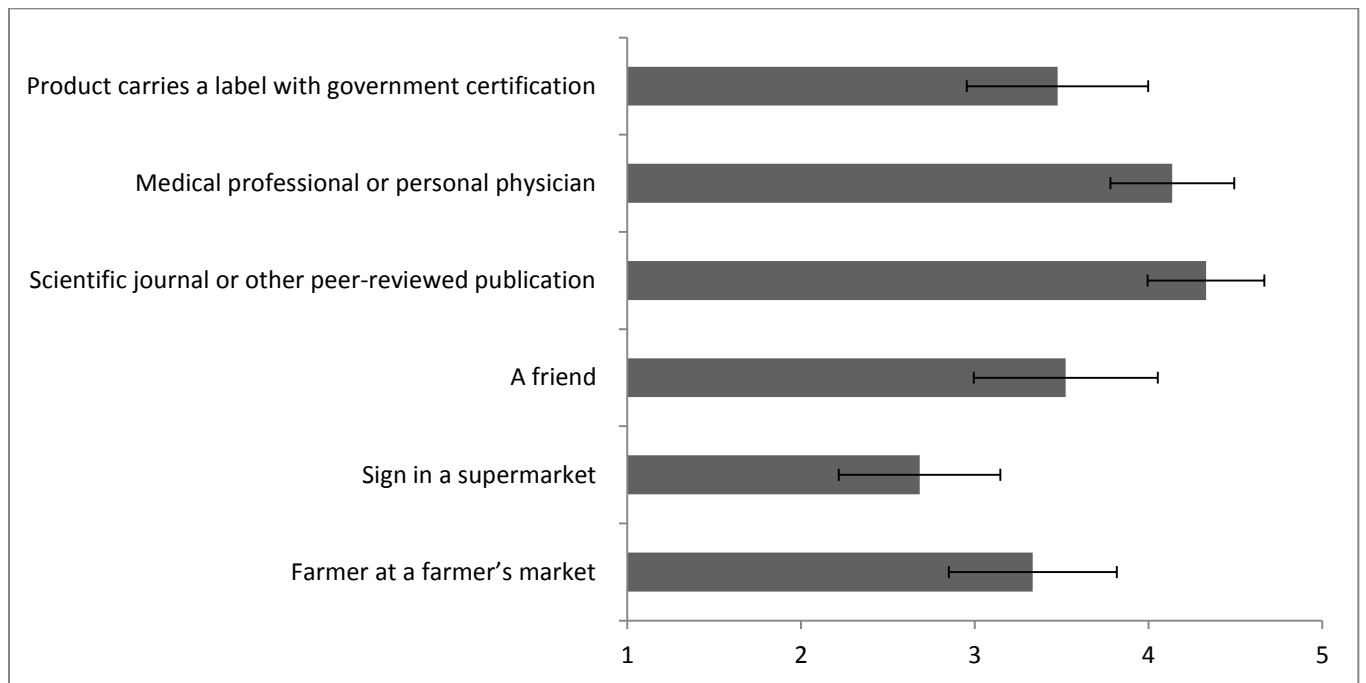 Product carries a label with government certification
Medical professional or personal physician
Scientific journal or other peer-reviewed publication
A friend
Sign in a supermarket
Farmer at a farmer’s market
1 2 3 4 5